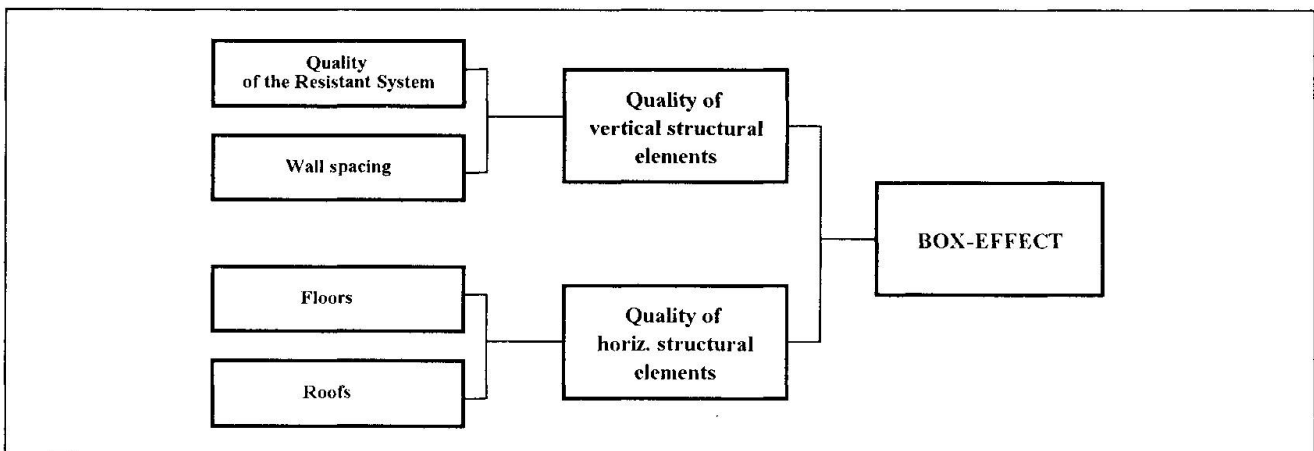 Quality
of the Resistant System
Wall spacing
Quality of
vertical structural
elements
BOX-EFFECT
Floors
Roofs
Quality of
horiz. structural
elements